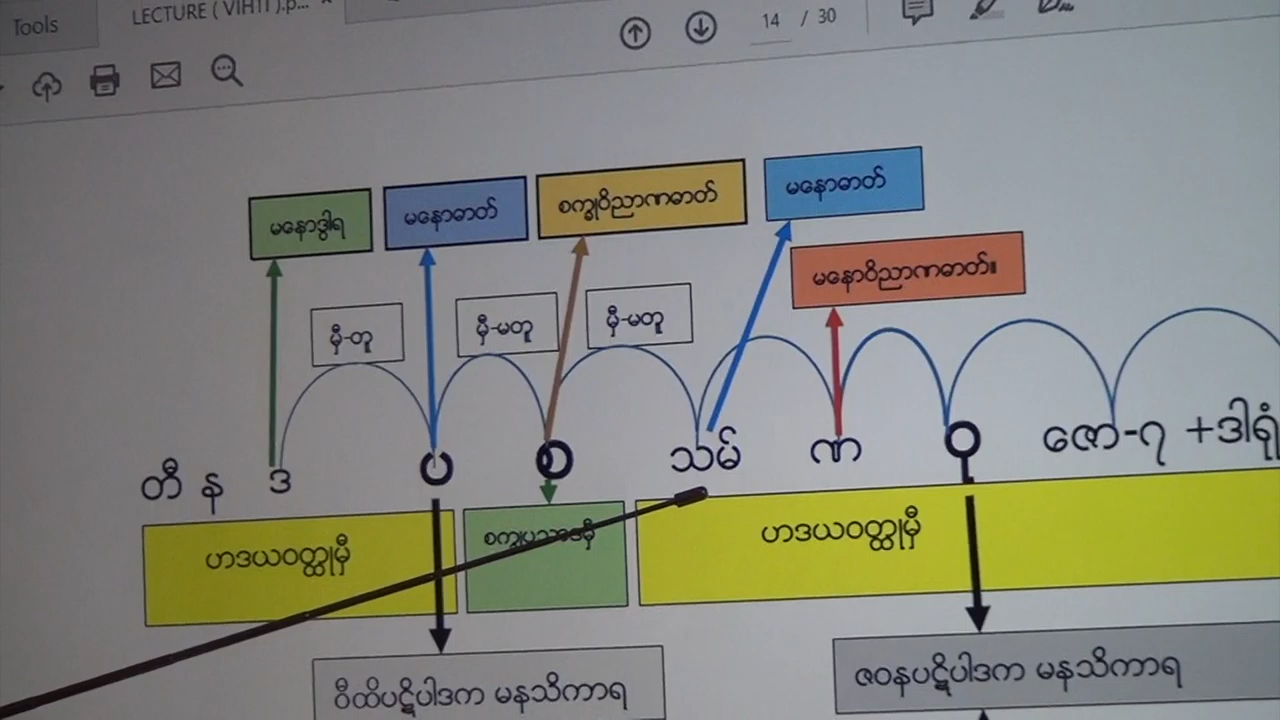 Tools
LECTURE ( VIHTI ).p...
14 / 30
မနောဒွါရ
မနောဓာတ်
စက္ခုဝိညာဏဓာတ်
မနောဓာတ်
မနောဝိညာဏဓာတ်။
မှီ-တူ
မှီ-မတူ
မှီ-မတူ
တီ န ဒ ပ စ သမ် ဏ ဝု ဇော-၇ +ဒါရုံ
ဟဒယဝတ္ထုမှီ
ဟဒယဝတ္ထုမှီ
ဝီထိပဋိပါဒက မနသိကာရ
ဇဝနပဋိပါဒက မနသိကာရ